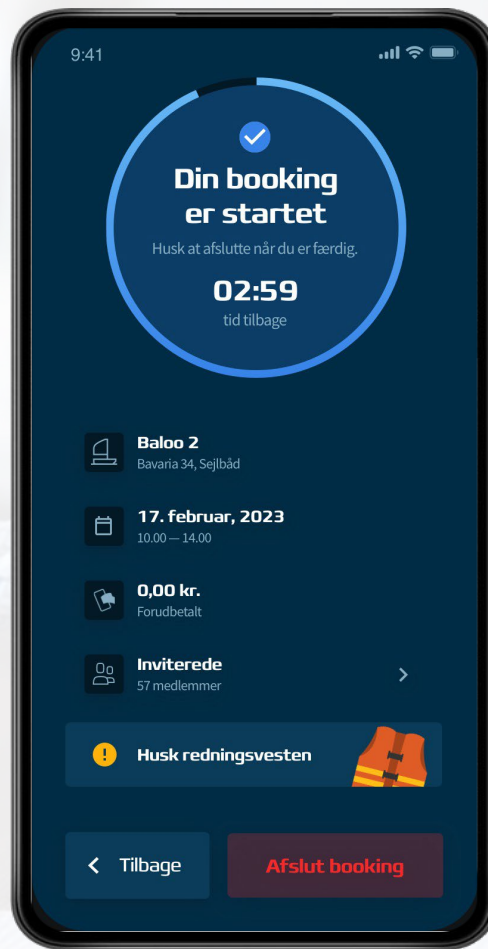 9:41
Din booking
er startet
Husk at afslutte når du er færdig.
02:59
tid tilbage
Baloo 2
Bavaria 34, Sejlbåd
17. februar, 2023
10.00 — 14.00
0,00 kr.
Forudbetalt
Inviterede
57 medlemmer
Husk redningsvesten
Tilbage
Afslut booking